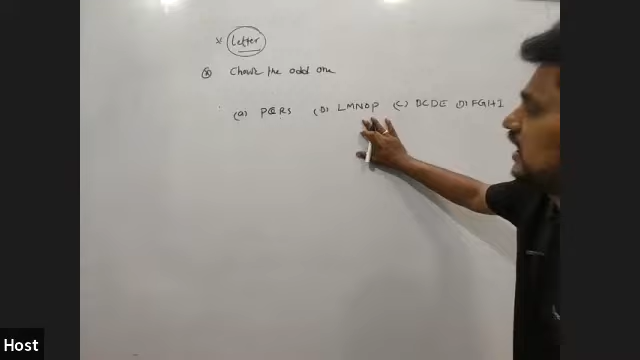 * Letter
(*) Choose the odd one
(a) PQRS (b) LMNOP (c) BCDE (D) FGHI
Host